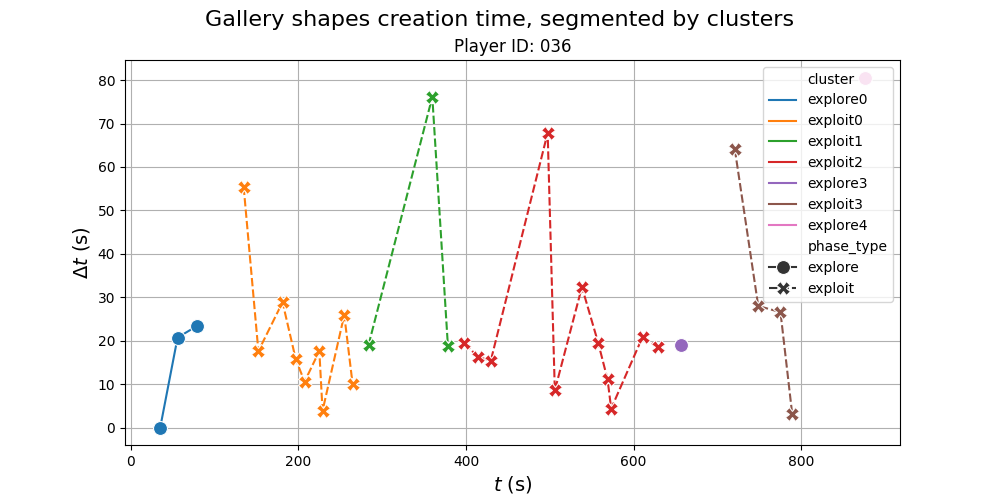 Gallery shapes creation time, segmented by clusters
Player ID: 036
80
70
60
50
40
30
20
10
0
Δt (s)
0 200 400 600 800
t (s)
cluster
explore0
exploit0
exploit1
exploit2
explore3
exploit3
explore4
phase_type
explore
exploit